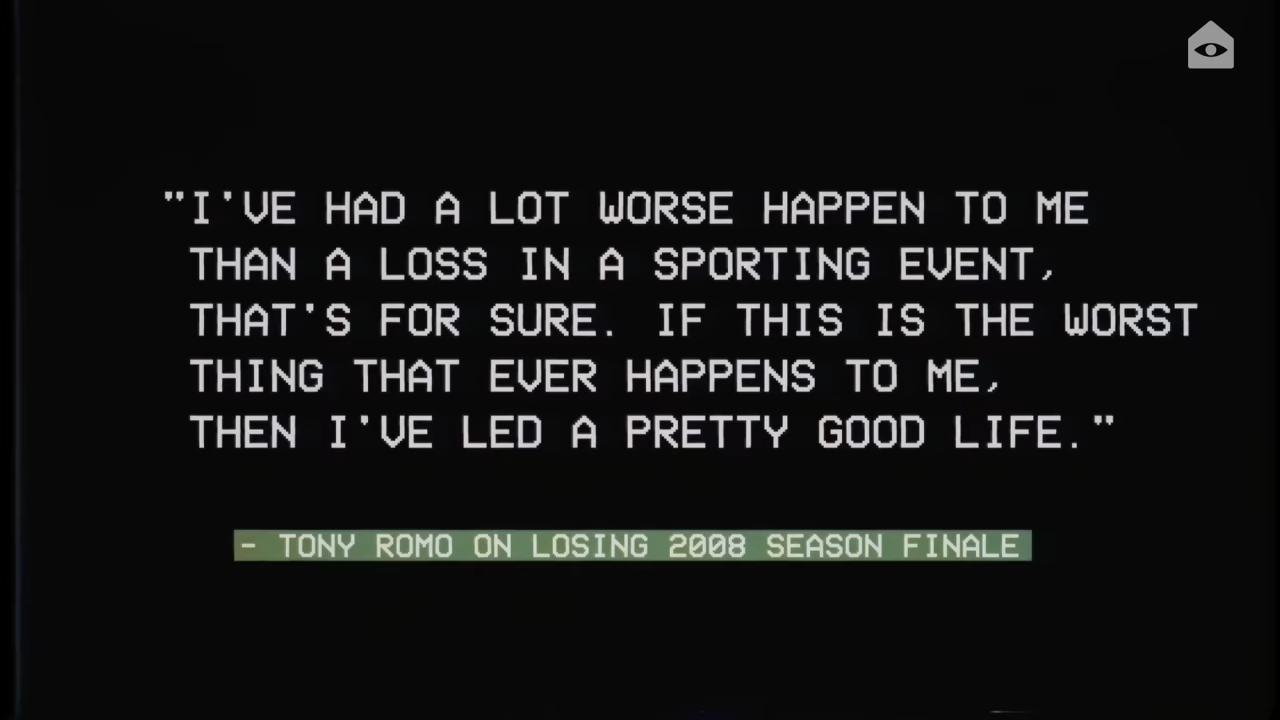 "I'VE HAD A LOT WORSE HAPPEN TO ME
THAN A LOSS IN A SPORTING EVENT,
THAT'S FOR SURE. IF THIS IS THE WORST
THING THAT EVER HAPPENS TO ME,
THEN I'VE LED A PRETTY GOOD LIFE."
- TONY ROMO ON LOSING 2008 SEASON FINALE